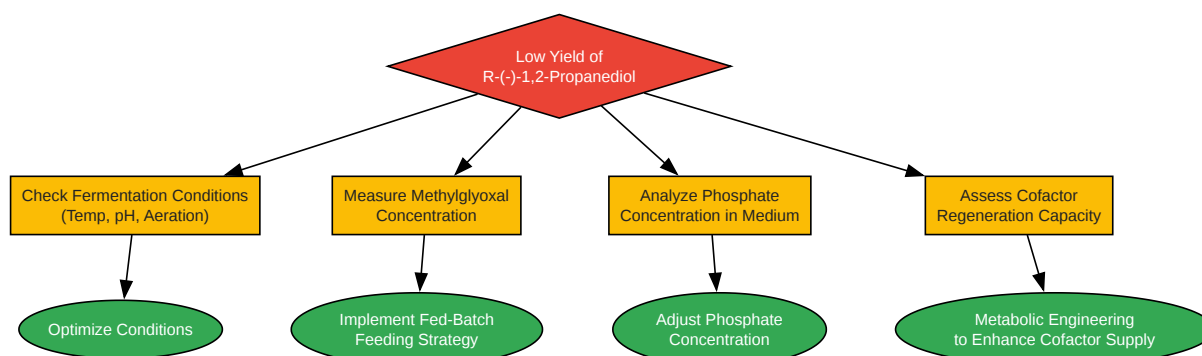 Low Yield of
R-(-)-1,2-Propanediol
Check Fermentation Conditions
(Temp, pH, Aeration)
Measure Methylglyoxal
Concentration
Analyze Phosphate
Concentration in Medium
Assess Cofactor
Regeneration Capacity
Optimize Conditions
Implement Fed-Batch
Feeding Strategy
Adjust Phosphate
Concentration
Metabolic Engineering
to Enhance Cofactor Supply